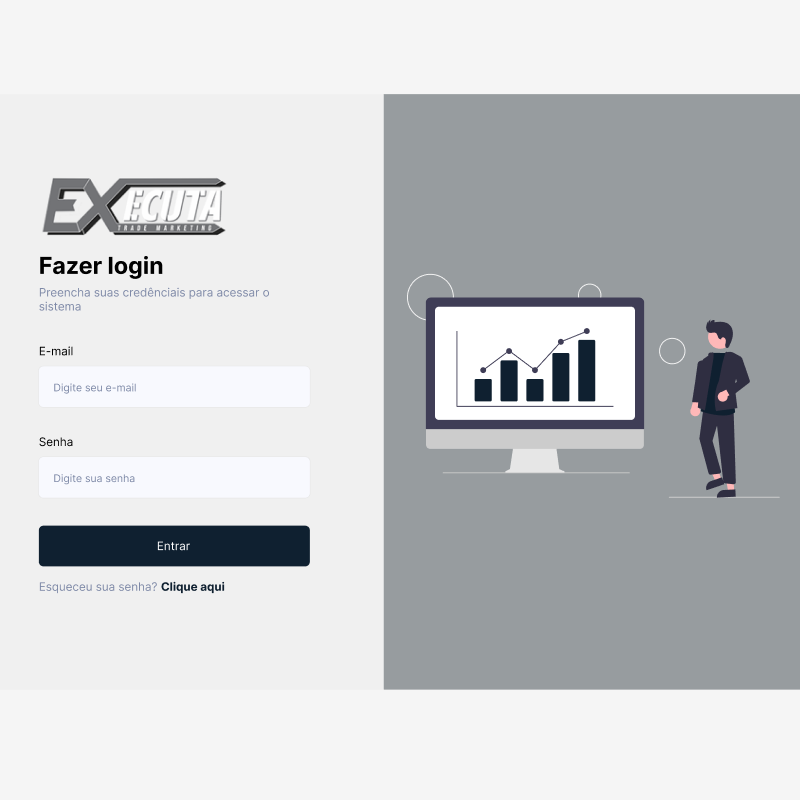 EXECUTA
TRADE MARKETING
Fazer login
Preencha suas credênciais para acessar o
sistema
E-mail
Digite seu e-mail
Senha
Digite sua senha
Entrar
Esqueceu sua senha? Clique aqui